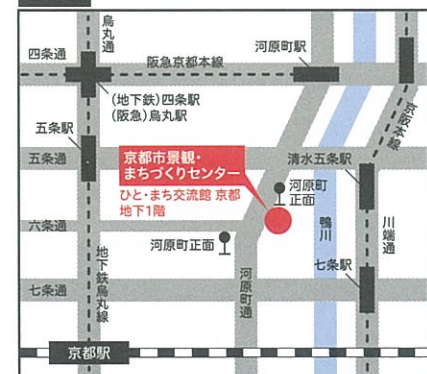 烏丸通
河原町駅
四条通
阪急京都本線
(地下鉄)四条駅
(阪急)烏丸駅
京阪本線
五条駅
五条通
京都市景観・
まちづくりセンター
ひと・まち交流館 京都
地下1階
清水五条駅
河原町
正面
六条通
河原町正面
鴨川
川端通
地下鉄烏丸線
河原町通
七条駅
七条通
京都駅